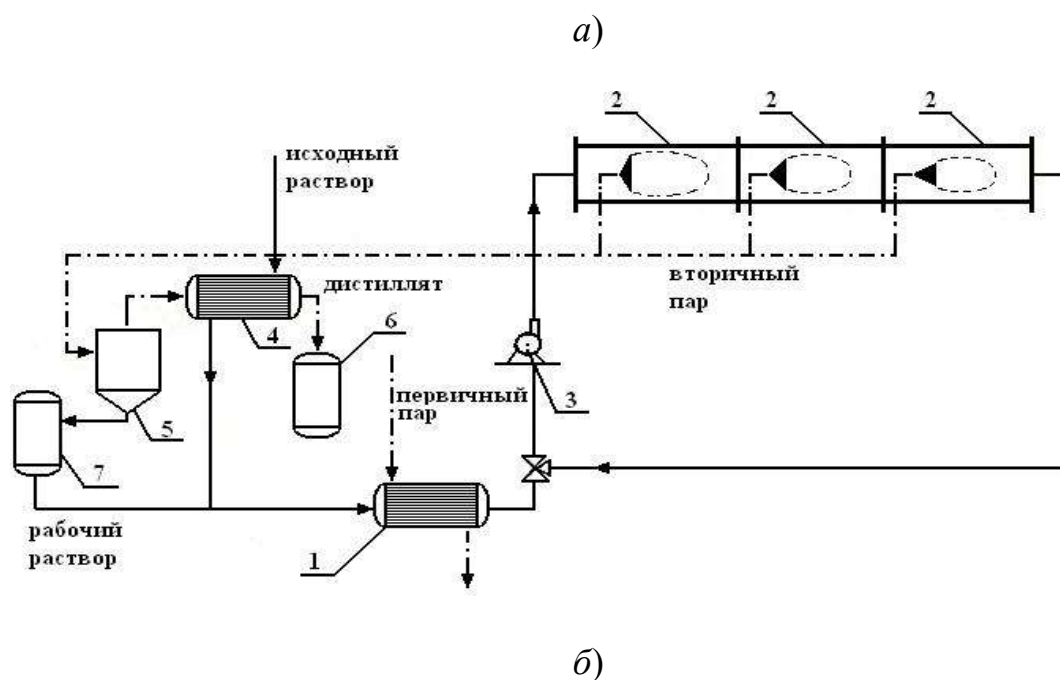 а)
2
2
2
исходный
раствор
дистиллят
вторичный
пар
4
6
3
первичный
пар
5
7
рабочий
раствор
1
б)